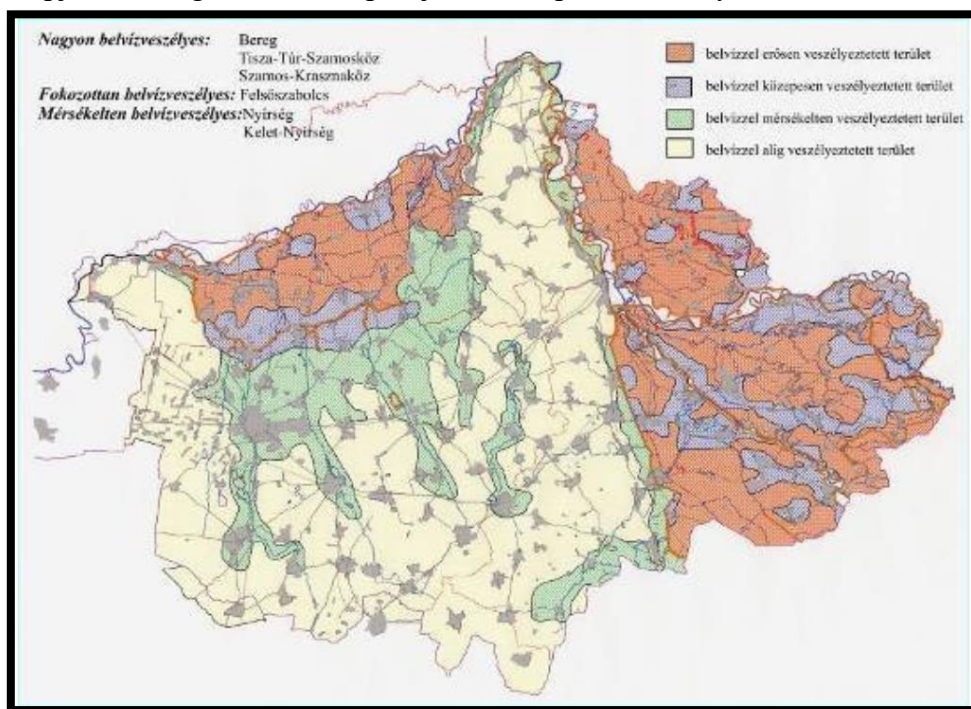 Nagyon belvízveszélyes: Bereg
Tisza-Túr-Szamosköz
Szamos-Krasznaköz
Fokozottan belvízveszélyes: Felsőszabolcs
Mérsékelten belvízveszélyes:Nyírség
Kelet-Nyírség
belvízzel erősen veszélyeztetett terület
belvízzel közepesen veszélyeztetett terület
belvízzel mérsékelten veszélyeztetett terület
belvízzel alig veszélyeztetett terület